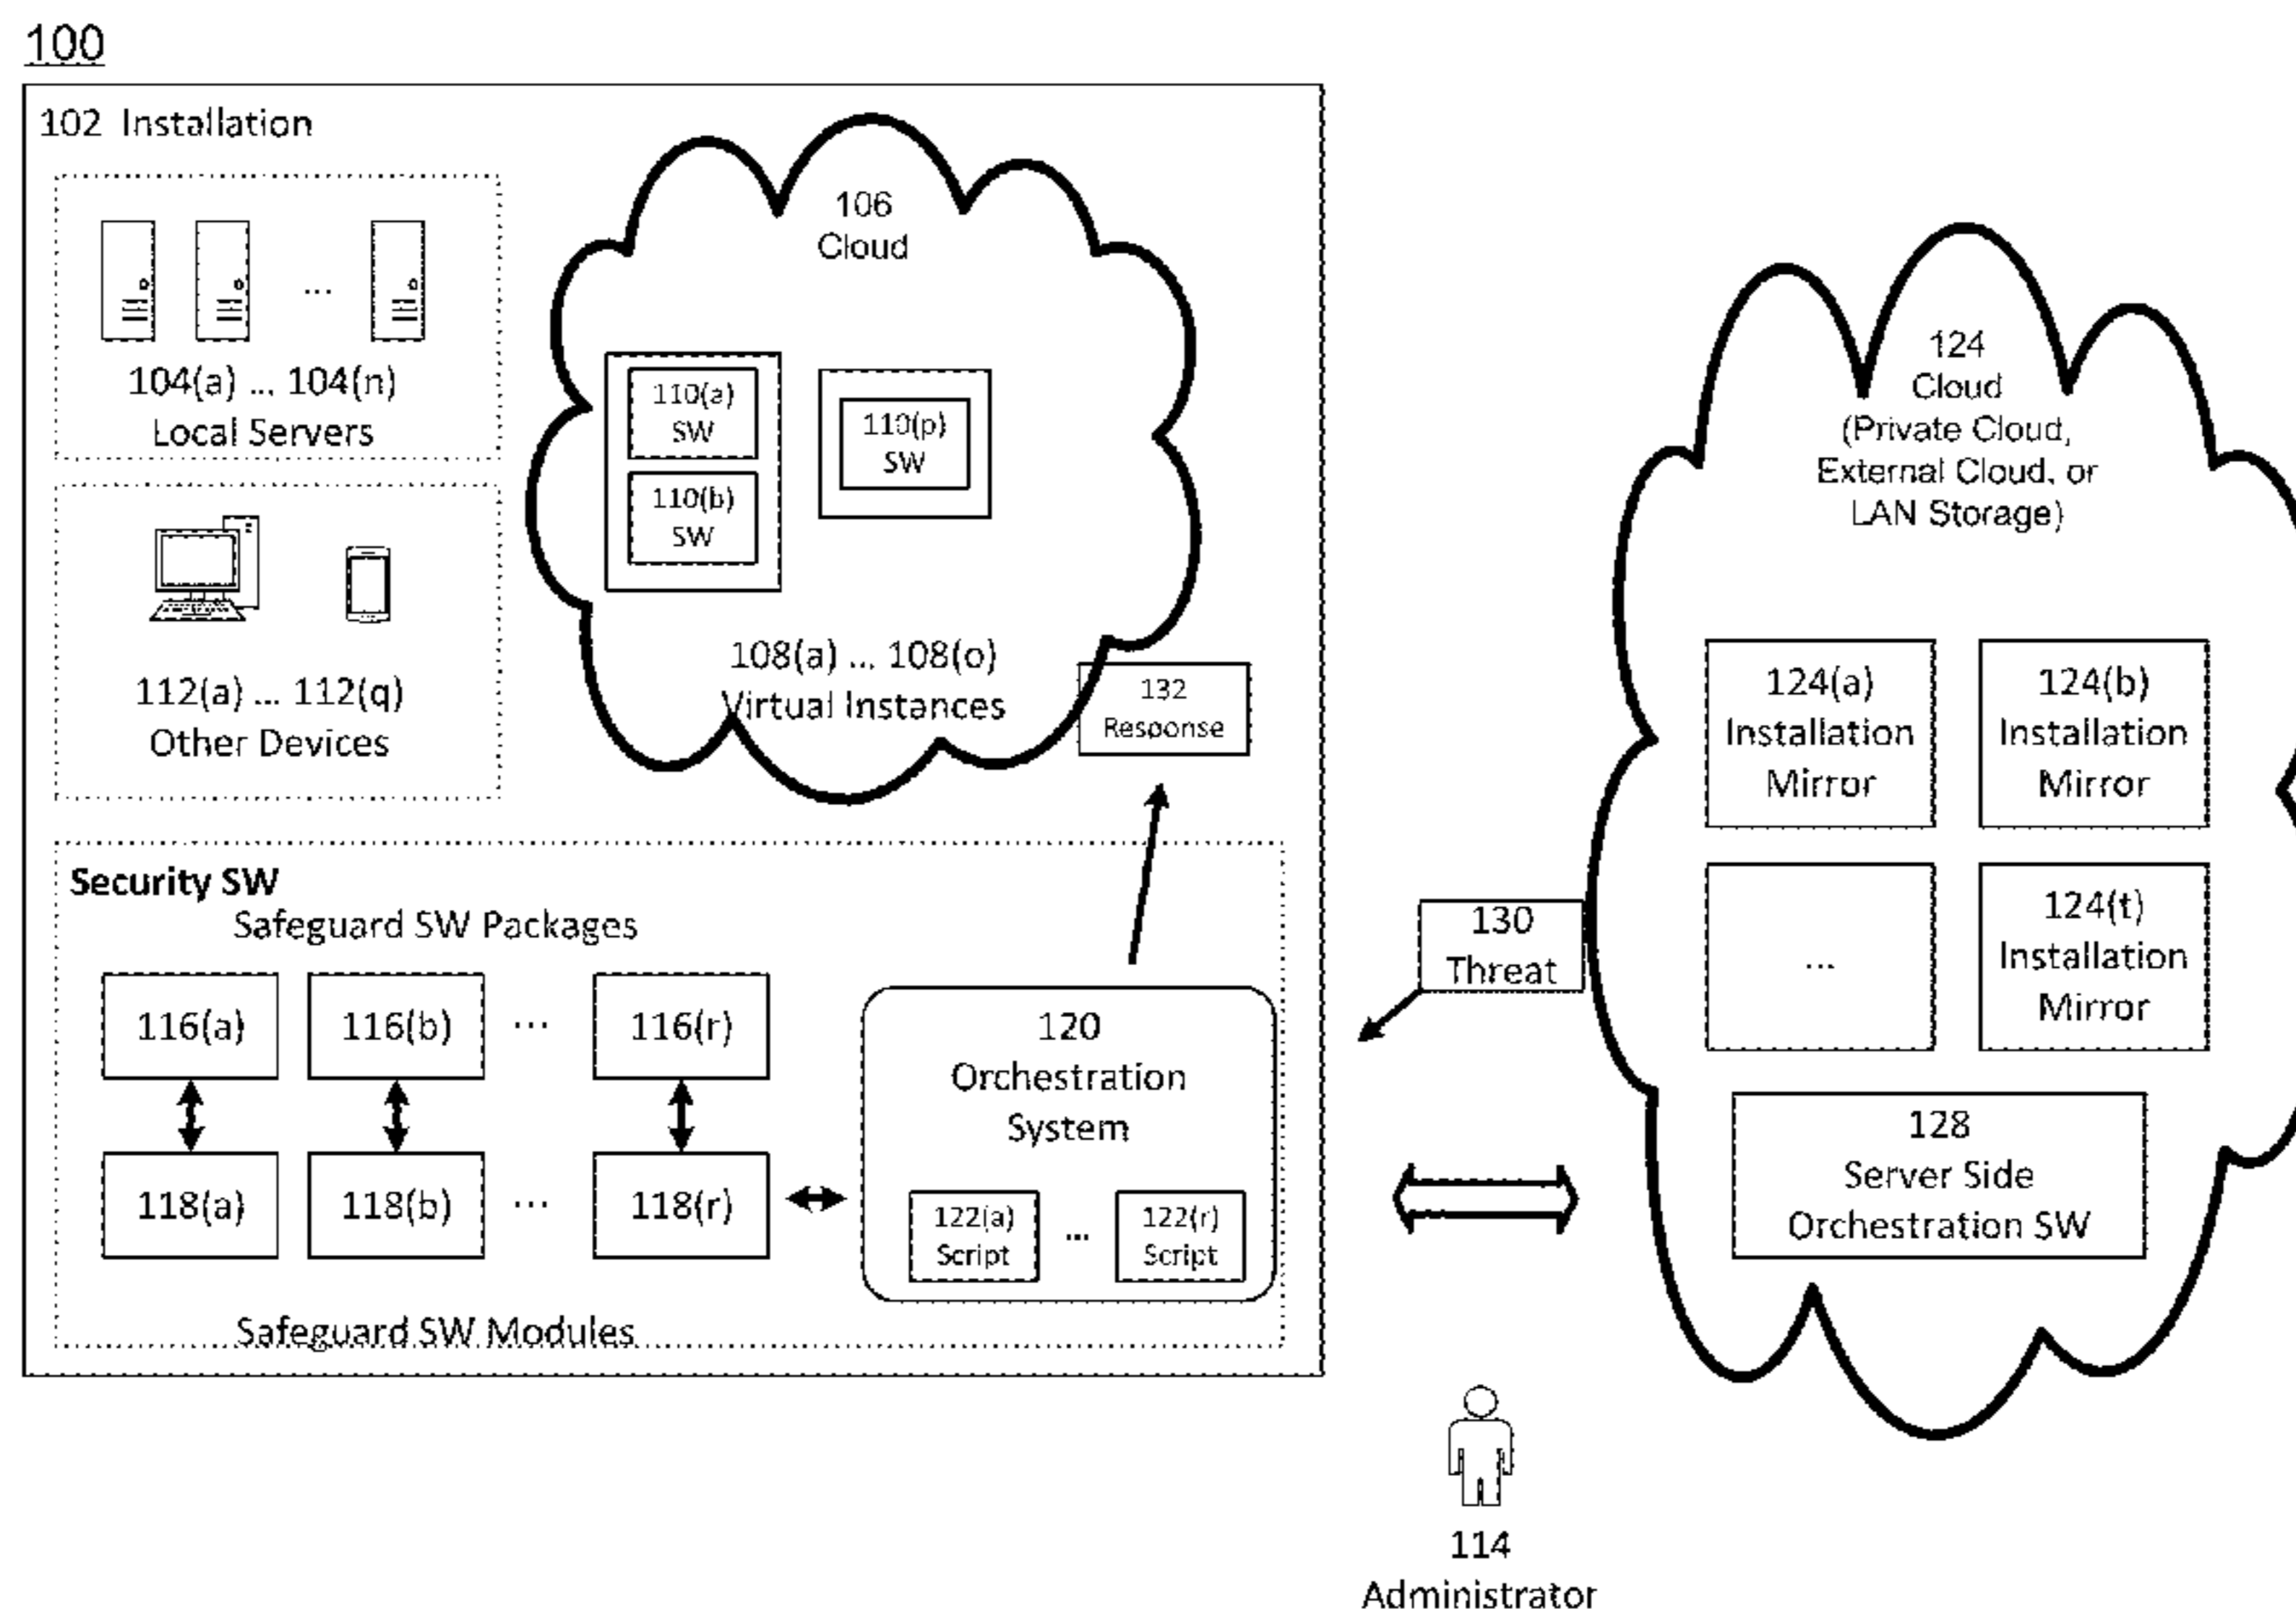 100
102 Installation
...
104(a) ... 104(n)
Local Servers
112(a) ... 112(q)
Other Devices
106
Cloud
110(a)
SW
110(b)
SW
110(p)
SW
108(a) ... 108(o)
Virtual Instances
132
Response
Security SW
Safeguard SW Packages
116(a)
116(b)
...
116(r)
118(a)
118(b)
...
118(r)
Safeguard SW Modules
120
Orchestration
System
122(a)
Script
...
122(r)
Script
130
Threat
124
Cloud
(Private Cloud,
External Cloud, or
LAN Storage)
124(a)
Installation
Mirror
124(b)
Installation
Mirror
...
124(t)
Installation
Mirror
128
Server Side
Orchestration SW
114
Administrator